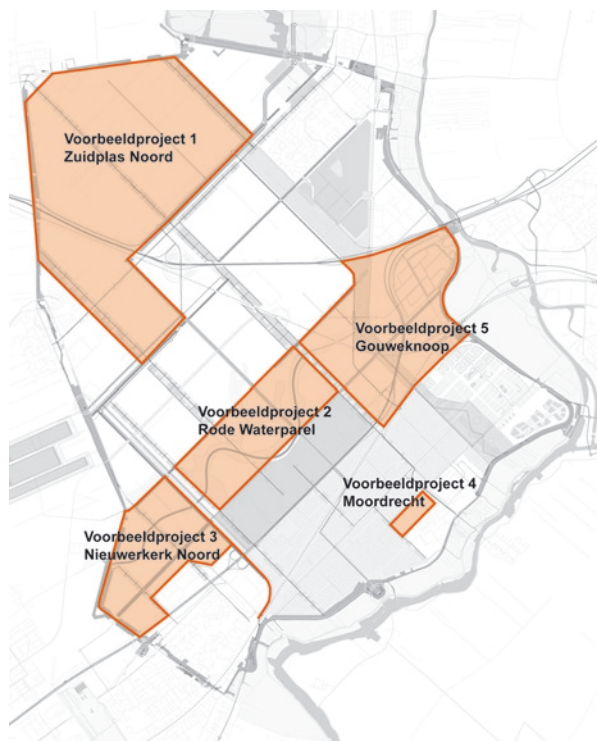 Voorbeeldproject 1
Zuidplas Noord
Voorbeeldproject 5
Gouweknoop
Voorbeeldproject 2
Rode Waterparel
Voorbeeldproject 4
Moordrecht
Voorbeeldproject 3
Nieuwerkerk Noord